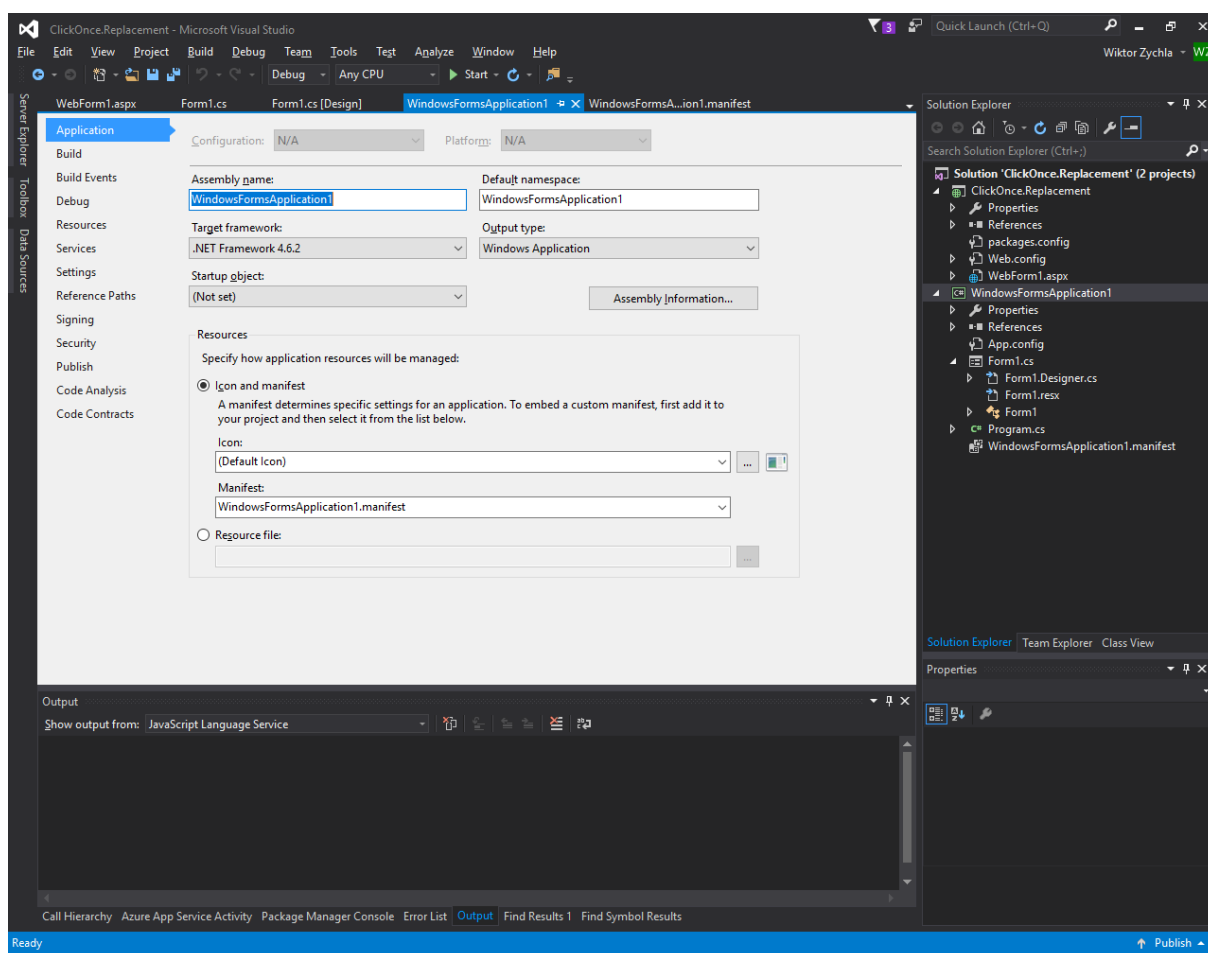 ClickOnce.Replacement - Microsoft Visual Studio
3
Quick Launch (Ctrl+Q)
File Edit View Project Build Debug Team Tools Test Analyze Window Help
Wiktor Zychla
WZ
Debug Any CPU Start
Server Explorer
Toolbox
Data Sources
WebForm1.aspx Form1.cs Form1.cs [Design] WindowsFormsApplication1 WindowsFormsA...ion1.manifest
Application
Build
Build Events
Debug
Resources
Services
Settings
Reference Paths
Signing
Security
Publish
Code Analysis
Code Contracts
Configuration: N/A Platform: N/A
Assembly name: Default namespace:
WindowsFormsApplication1 WindowsFormsApplication1
Target framework: Output type:
.NET Framework 4.6.2 Windows Application
Startup object:
(Not set) Assembly Information...
Resources
Specify how application resources will be managed:
Icon and manifest
A manifest determines specific settings for an application. To embed a custom manifest, first add it to
your project and then select it from the list below.
Icon:
(Default Icon) ...
Manifest:
WindowsFormsApplication1.manifest
Resource file:
...
Solution Explorer
Search Solution Explorer (Ctrl+;)
Solution 'ClickOnce.Replacement' (2 projects)
ClickOnce.Replacement
Properties
References
packages.config
Web.config
WebForm1.aspx
C# WindowsFormsApplication1
Properties
References
App.config
Form1.cs
Form1.Designer.cs
Form1.resx
Form1
C# Program.cs
WindowsFormsApplication1.manifest
Solution Explorer Team Explorer Class View
Properties
Output
Show output from: JavaScript Language Service
Call Hierarchy Azure App Service Activity Package Manager Console Error List Output Find Results 1 Find Symbol Results
Ready
Publish